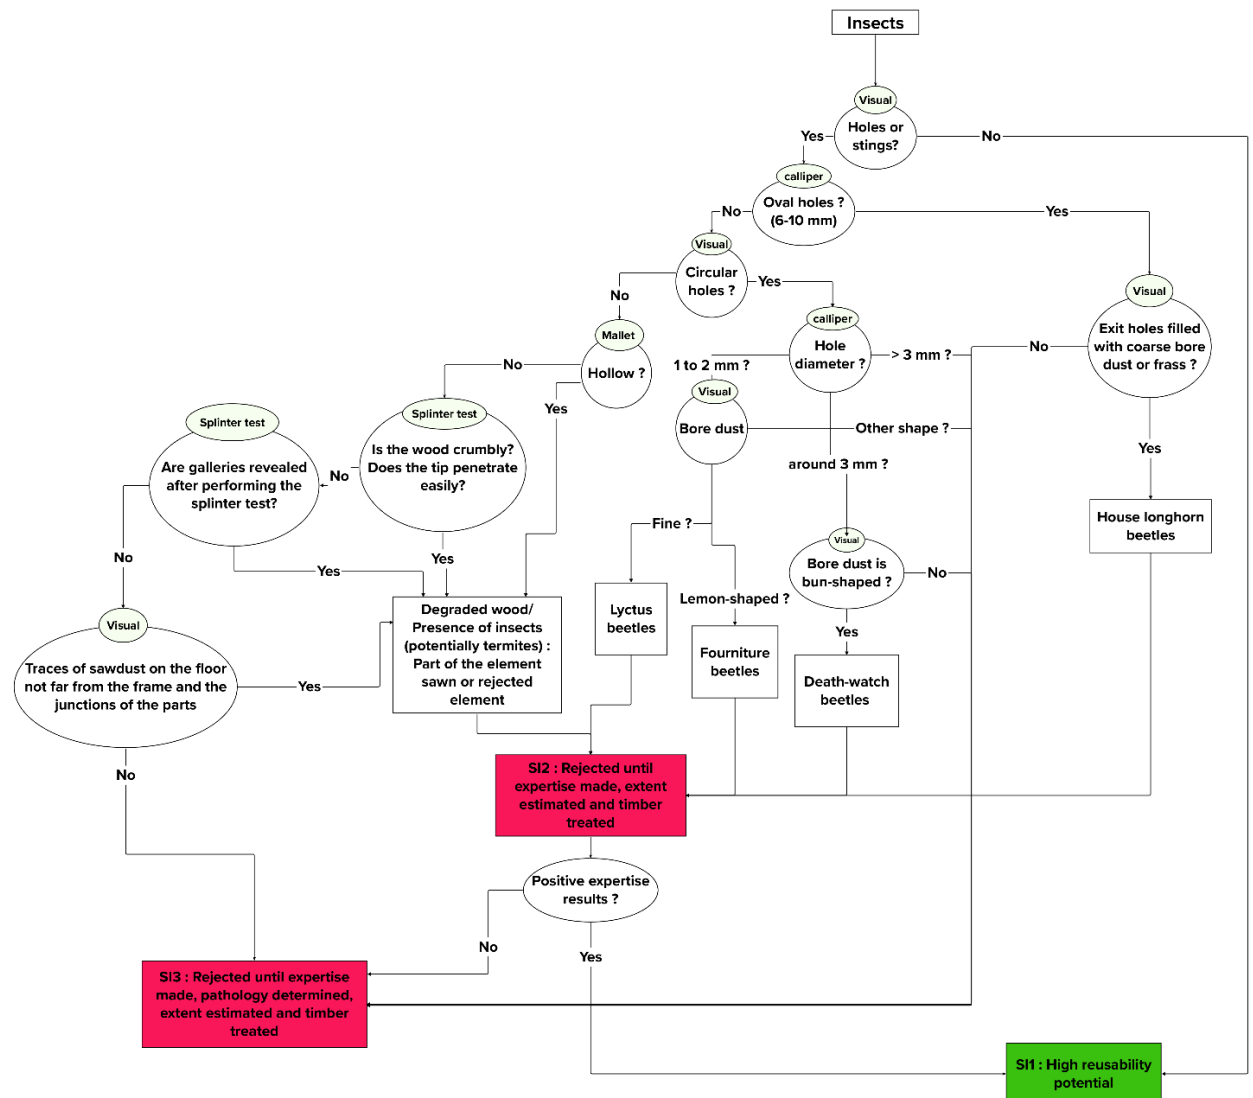 Insects
Visual
Holes or
stings?
Yes
No
calliper
Oval holes ?
(6-10 mm)
No
Yes
Visual
Circular
holes ?
Yes
No
Visual
Exit holes filled
with coarse bore
dust or frass ?
No
Yes
calliper
Hole
diameter ?
1 to 2 mm ?
> 3 mm ?
around 3 mm ?
Mallet
Hollow ?
No
Yes
Visual
Bore dust
Other shape ?
Splinter test
Is the wood crumbly?
Does the tip penetrate
easily?
No
Yes
Splinter test
Are galleries revealed
after performing the
splinter test?
No
Yes
Fine ?
Lemon-shaped ?
Visual
Bore dust is
bun-shaped ?
No
Yes
House longhorn
beetles
Lyctus
beetles
Fourniture
beetles
Death-watch
beetles
Degraded wood/
Presence of insects
(potentially termites) :
Part of the element
sawn or rejected
element
Visual
Traces of sawdust on the floor
not far from the frame and the
junctions of the parts
Yes
No
SI2 : Rejected until
expertise made, extent
estimated and timber
treated
Positive expertise
results ?
No
Yes
SI3 : Rejected until expertise
made, pathology determined,
extent estimated and timber
treated
SI1 : High reusability
potential